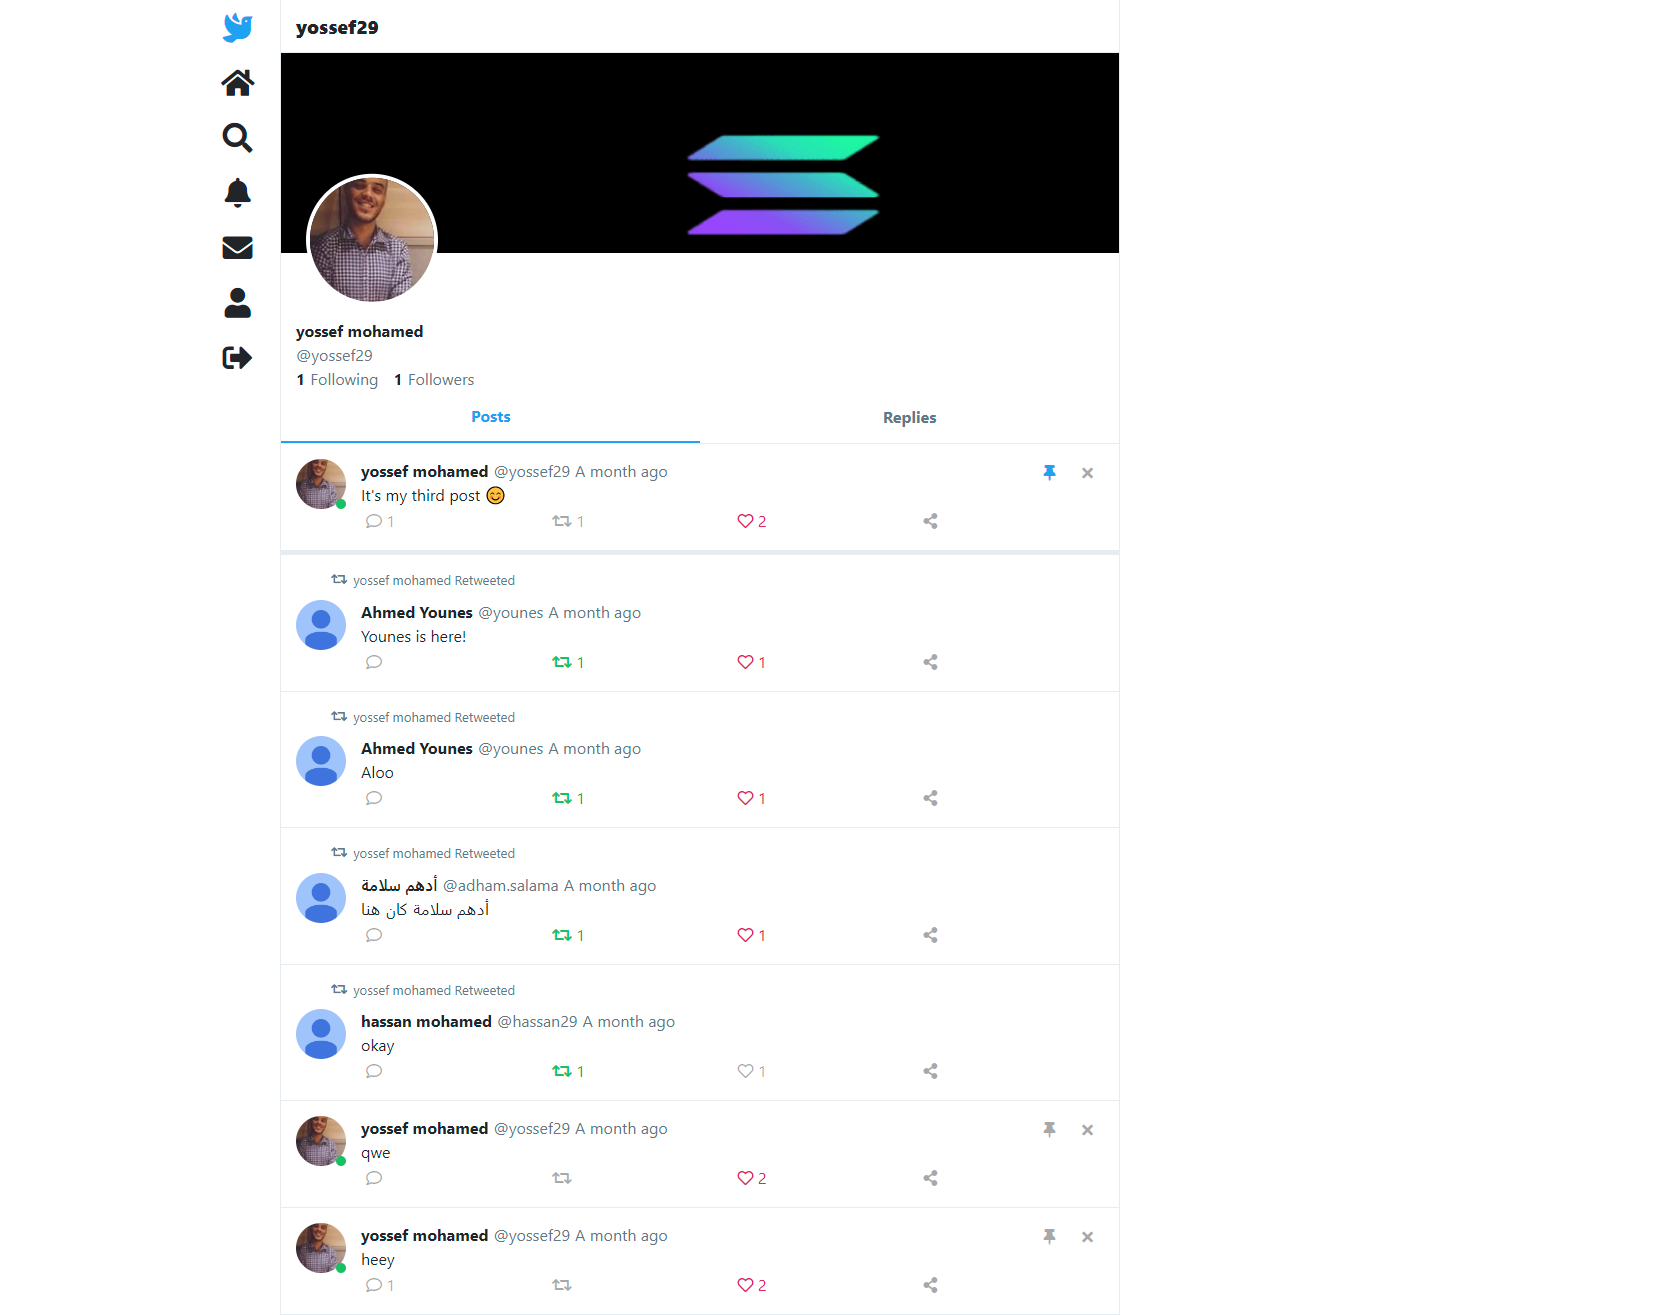 yossef29
yossef mohamed
@yossef29
1 Following 1 Followers
Posts Replies
yossef mohamed @yossef29 A month ago
It's my third post 😊
1 1 2
yossef mohamed Retweeted
Ahmed Younes @younes A month ago
Younes is here!
1 1
yossef mohamed Retweeted
Ahmed Younes @younes A month ago
Aloo
1 1
yossef mohamed Retweeted
أدهم سلامة @adham.salama A month ago
أدهم سلامة كان هنا
1 1
yossef mohamed Retweeted
hassan mohamed @hassan29 A month ago
okay
1 1
yossef mohamed @yossef29 A month ago
qwe
2
yossef mohamed @yossef29 A month ago
heey
1 2